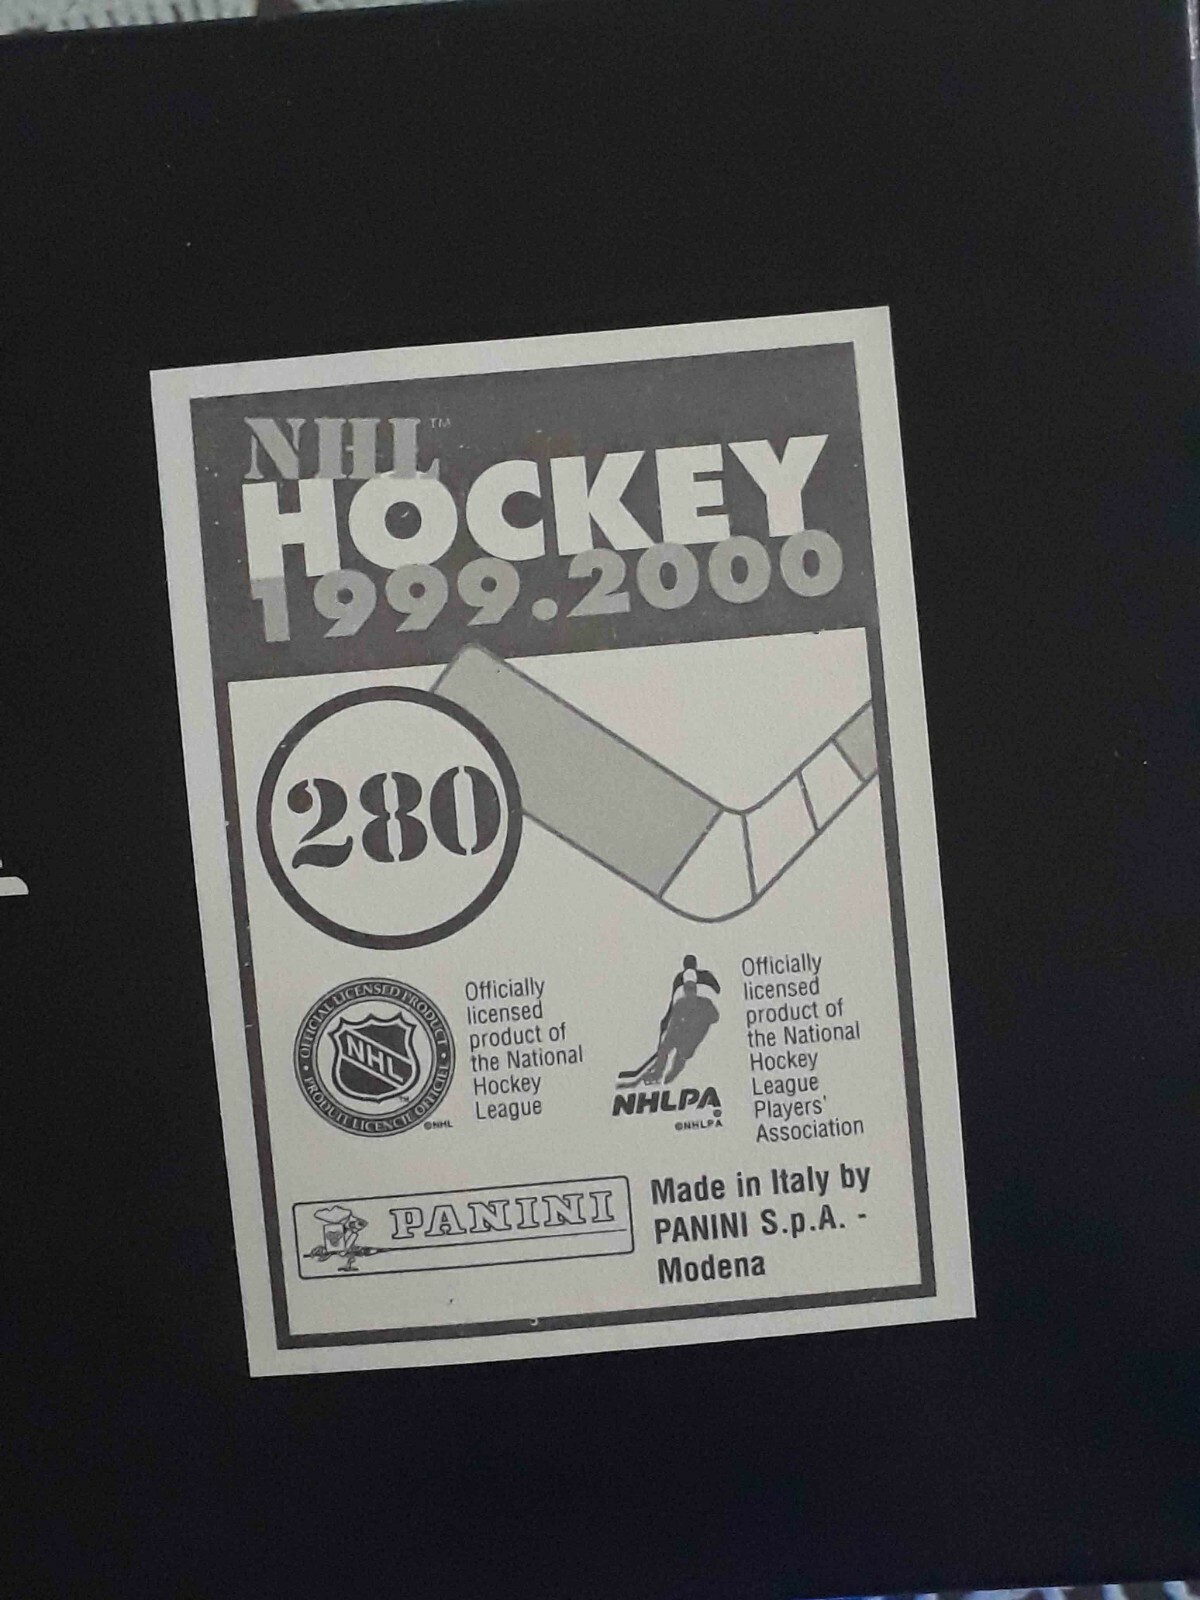 NHL™
HOCKEY
1999.2000
280
OFFICIAL LICENSED PRODUCT
PRODUIT LICENCIÉ OFFICIEL
NHL
™
©NHL
Officially
licensed
product of
the National
Hockey
League
NHLPA
©NHLPA
Officially
licensed
product of
the National
Hockey
League
Players'
Association
PANINI
Made in Italy by
PANINI S.p.A. -
Modena